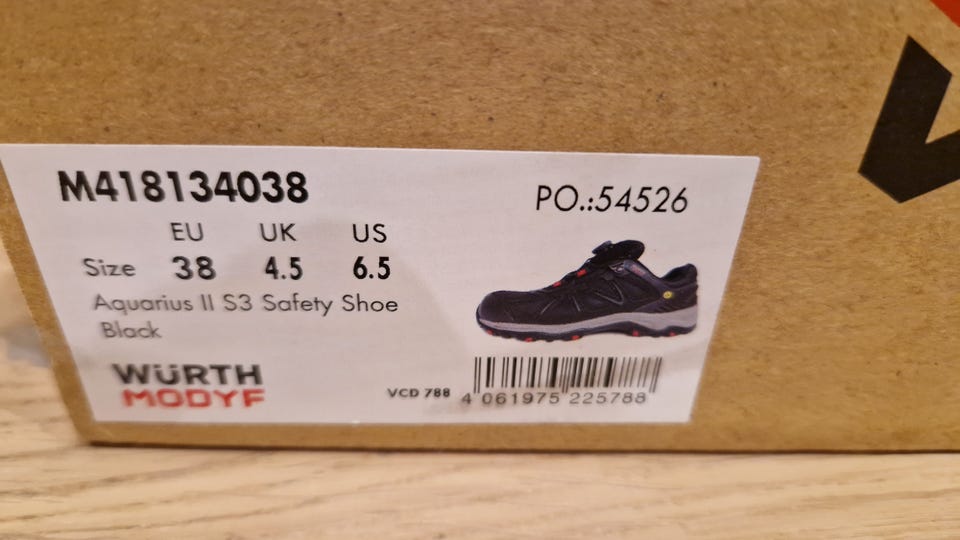 M418134038
PO.:54526
EU UK US
Size 38 4.5 6.5
Aquarius II S3 Safety Shoe
Black
WÜRTH
MODYF
VCD 788
4 061975 225788